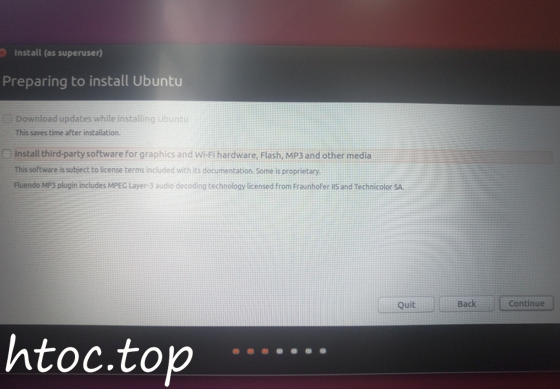 Install (as superuser)
Preparing to install Ubuntu
Download updates while installing Ubuntu
This saves time after installation.
Install third-party software for graphics and Wi-Fi hardware, Flash, MP3 and other media
This software is subject to license terms included with its documentation. Some is proprietary.
Fluendo MP3 plugin includes MPEG Layer-3 audio decoding technology licensed from Fraunhofer IIS and Technicolor SA.
Quit Back Continue
htoc.top